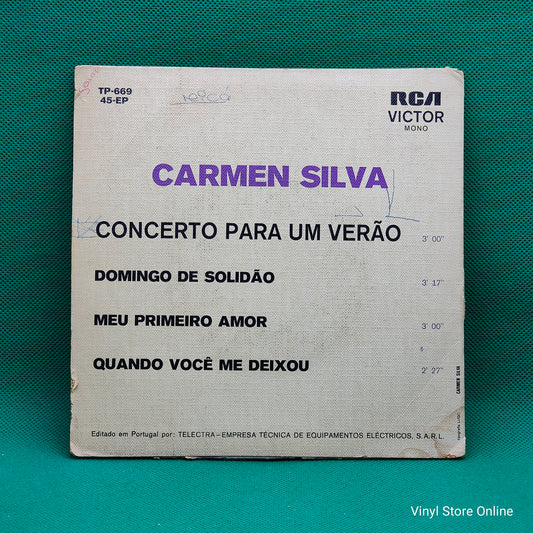 TP-669
45-EP
RCA
VICTOR
MONO
CARMEN SILVA
CONCERTO PARA UM VERÃO 3' 00"
DOMINGO DE SOLIDÃO 3' 17"
MEU PRIMEIRO AMOR 3' 00"
QUANDO VOCÊ ME DEIXOU 2' 27"
CARMEN SILVA
Editado em Portugal por: TELECTRA—EMPRESA TÉCNICA DE EQUIPAMENTOS ELÉCTRICOS, S.A.R.L.
Vinyl Store Online